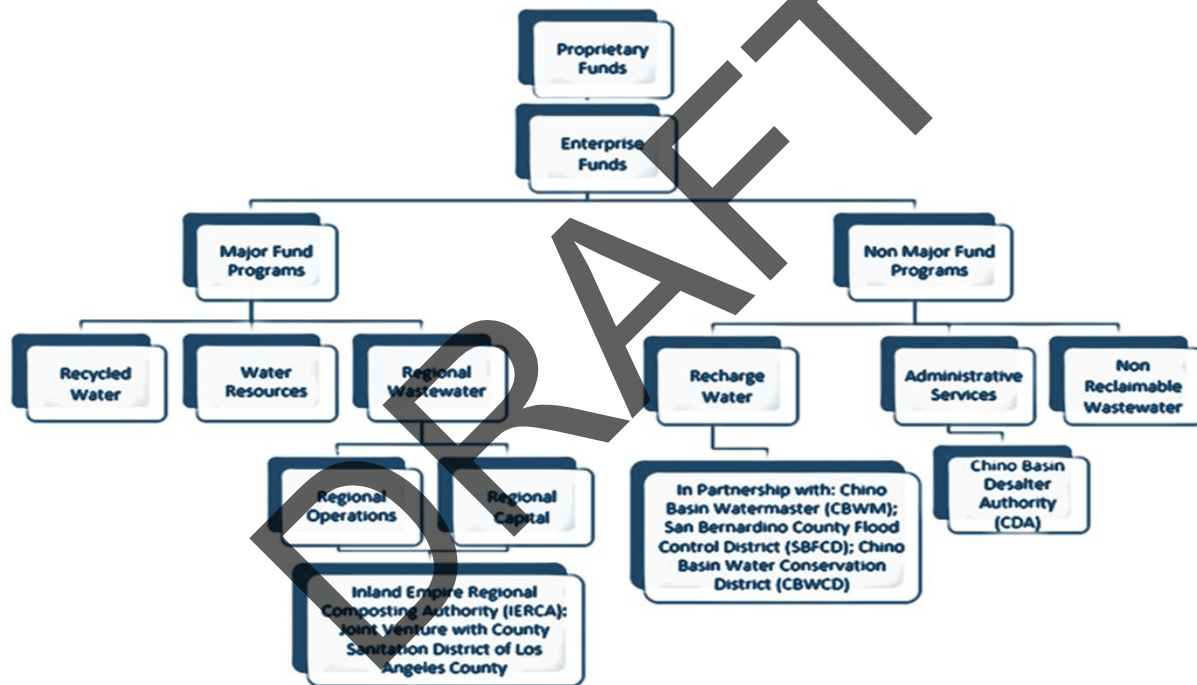 Proprietary
Funds
Enterprise
Funds
Major Fund
Programs
Non Major Fund
Programs
Recycled
Water
Water
Resources
Regional
Wastewater
Recharge
Water
Administrative
Services
Non
Reclaimable
Wastewater
Regional
Operations
Regional
Capital
In Partnership with: Chino
Basin Watermaster (CBWM);
San Bernardino County Flood
Control District (SBFCD); Chino
Basin Water Conservation
District (CBWCD)
Chino Basin
Desalter
Authority
(CDA)
Inland Empire Regional
Composting Authority (IERCA):
Joint Venture with County
Sanitation District of Los
Angeles County
DRAFT